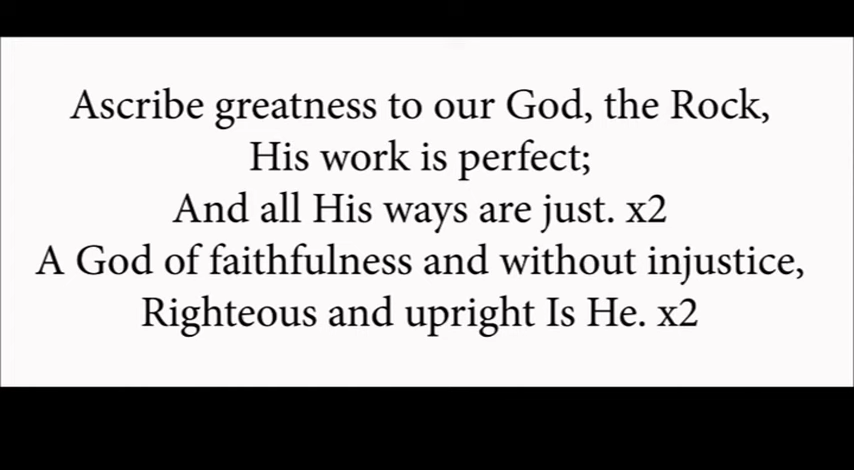 Ascribe greatness to our God, the Rock,
His work is perfect;
And all His ways are just. x2
A God of faithfulness and without injustice,
Righteous and upright Is He. x2